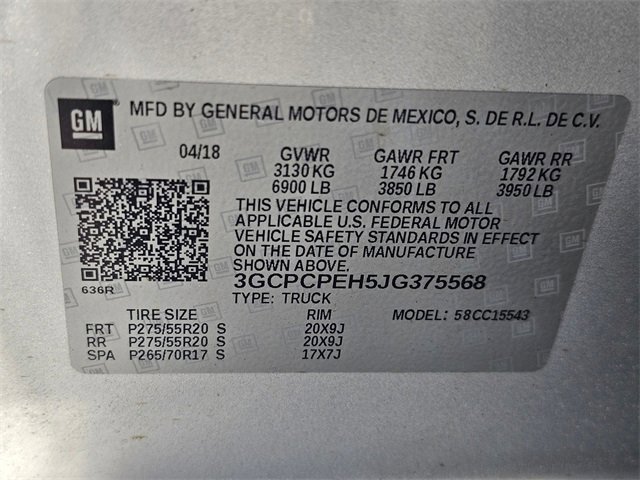 GM MFD BY GENERAL MOTORS DE MEXICO, S. DE R.L. DE C.V.
04/18 GVWR GAWR FRT GAWR RR
3130 KG 1746 KG 1792 KG
6900 LB 3850 LB 3950 LB
THIS VEHICLE CONFORMS TO ALL
APPLICABLE U.S. FEDERAL MOTOR
VEHICLE SAFETY STANDARDS IN EFFECT
ON THE DATE OF MANUFACTURE
SHOWN ABOVE.
3GCPCPEH5JG375568
636R
TYPE: TRUCK
TIRE SIZE RIM MODEL: 58CC15543
FRT P275/55R20 S 20X9J
RR P275/55R20 S 20X9J
SPA P265/70R17 S 17X7J